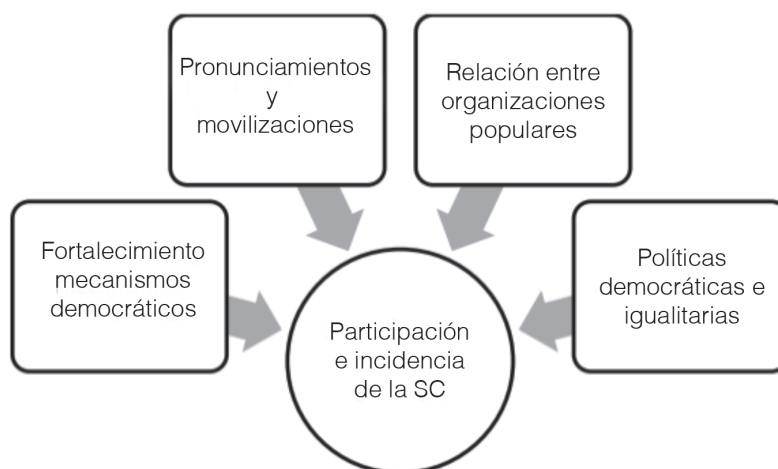 Pronunciamientos
y
movilizaciones
Relación entre
organizaciones
populares
Fortalecimiento
mecanismos
democráticos
Políticas
democráticas e
igualitarias
Participación
e incidencia
de la SC